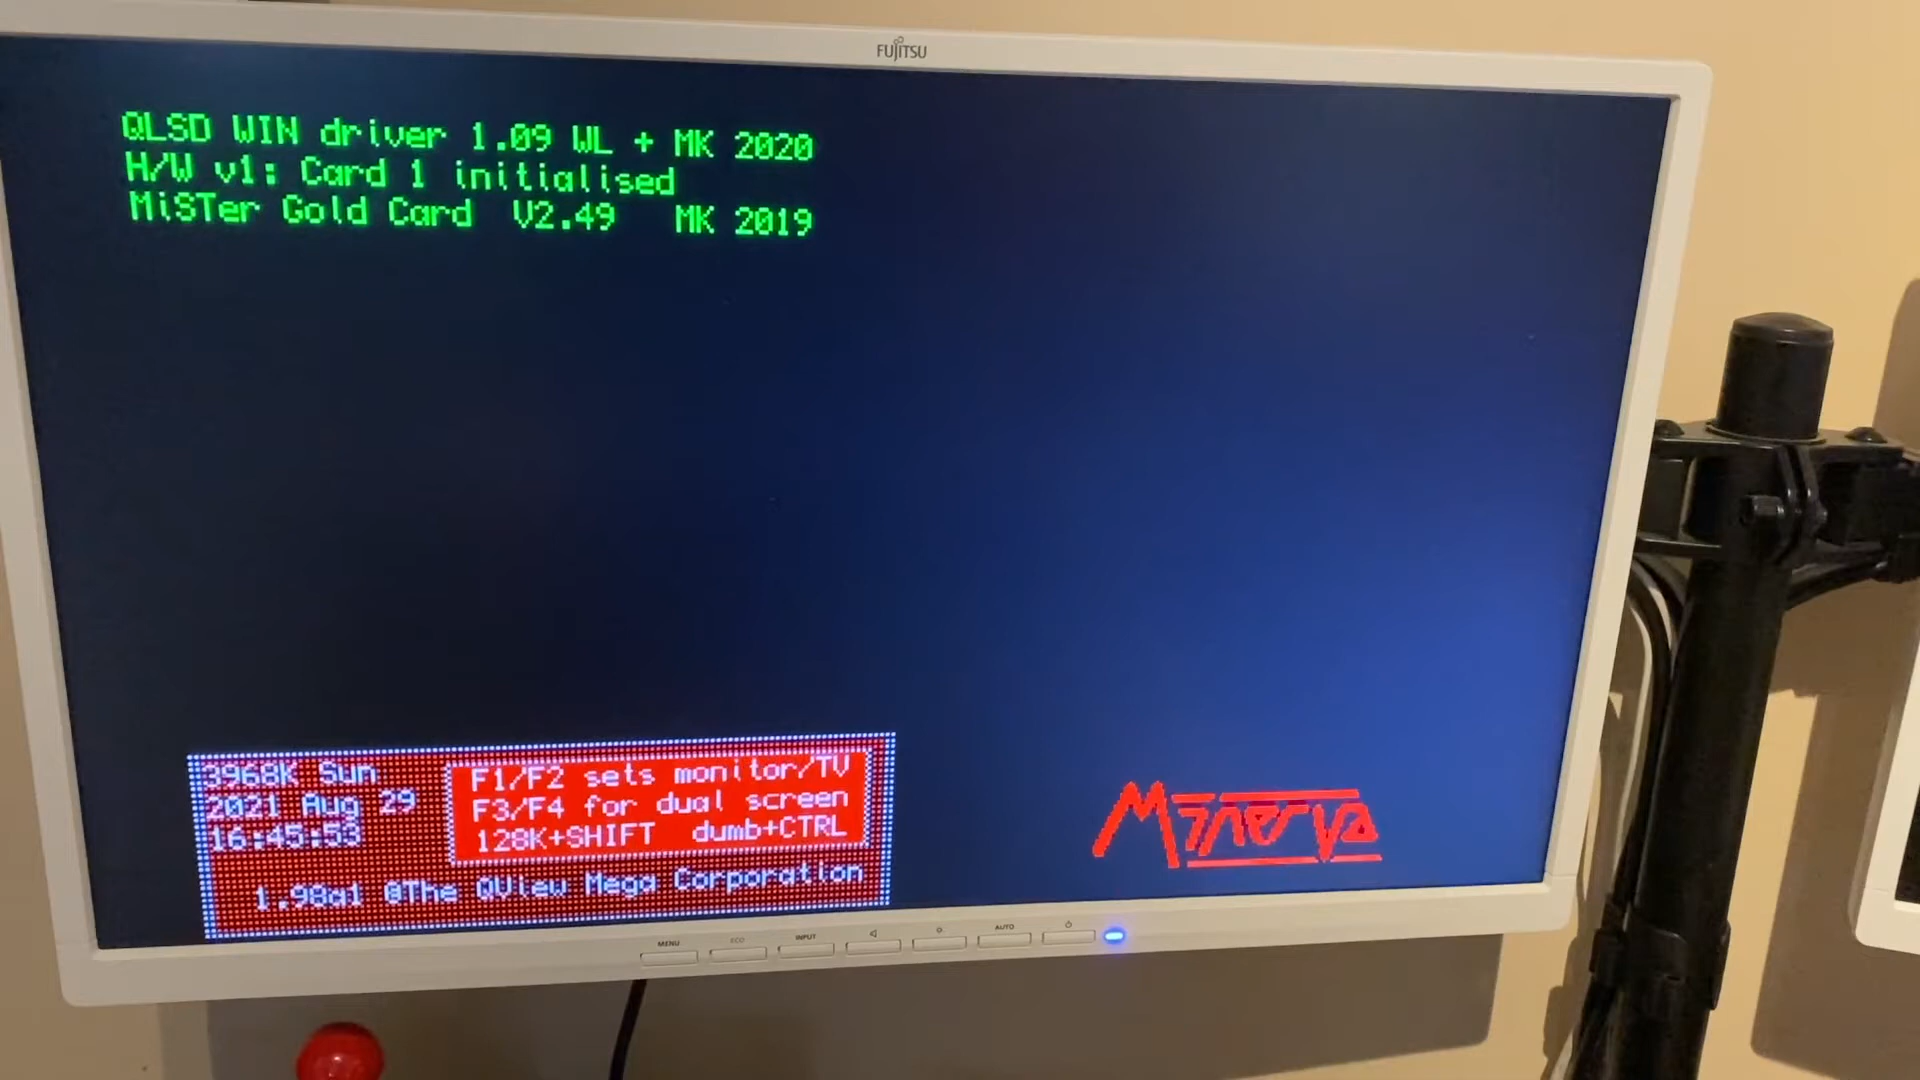 FUJITSU
QLSD WIN driver 1.09 WL + MK 2020
H/W v1: Card 1 initialised
MiSTer Gold Card V2.49 MK 2019
3968K Sun
2021 Aug 29
16:45:53
F1/F2 sets monitor/TV
F3/F4 for dual screen
128K+SHIFT dumb+CTRL
1.98a1 @The QView Mega Corporation
Minerva
MENU
ECO
INPUT
AUTO